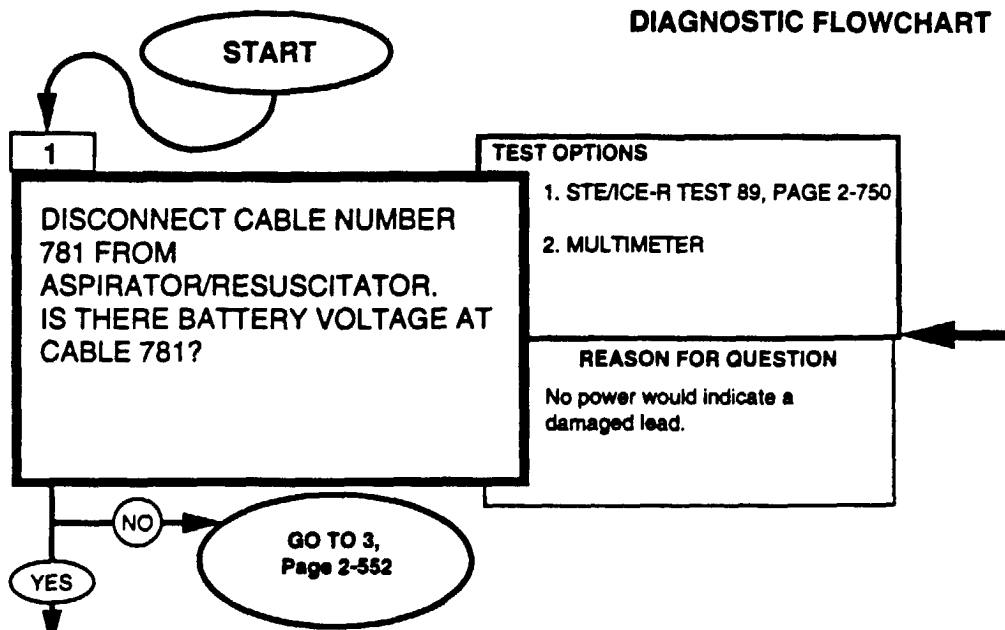 DIAGNOSTIC FLOWCHART
START
1
DISCONNECT CABLE NUMBER
781 FROM
ASPIRATOR/RESUSCITATOR.
IS THERE BATTERY VOLTAGE AT
CABLE 781?
TEST OPTIONS
1. STE/ICE-R TEST 89, PAGE 2-750
2. MULTIMETER
REASON FOR QUESTION
No power would indicate a
damaged lead.
NO
GO TO 3,
Page 2-552
YES